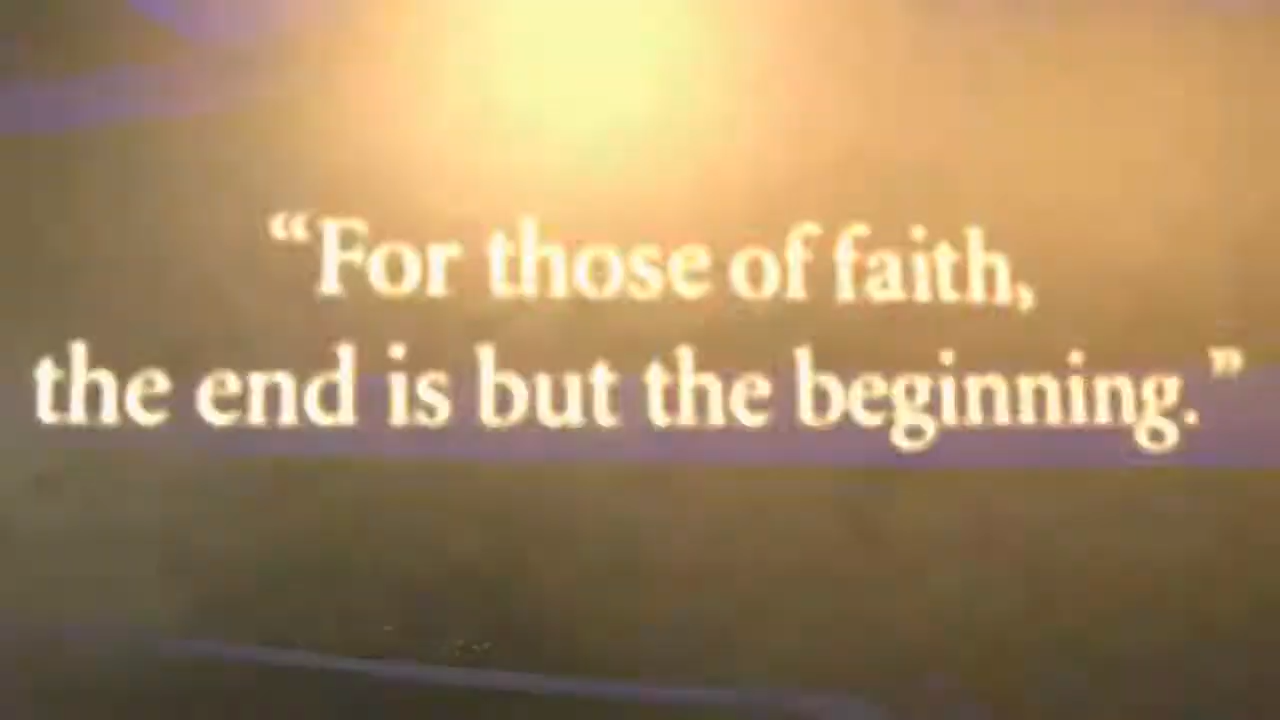 “For those of faith,
the end is but the beginning.”